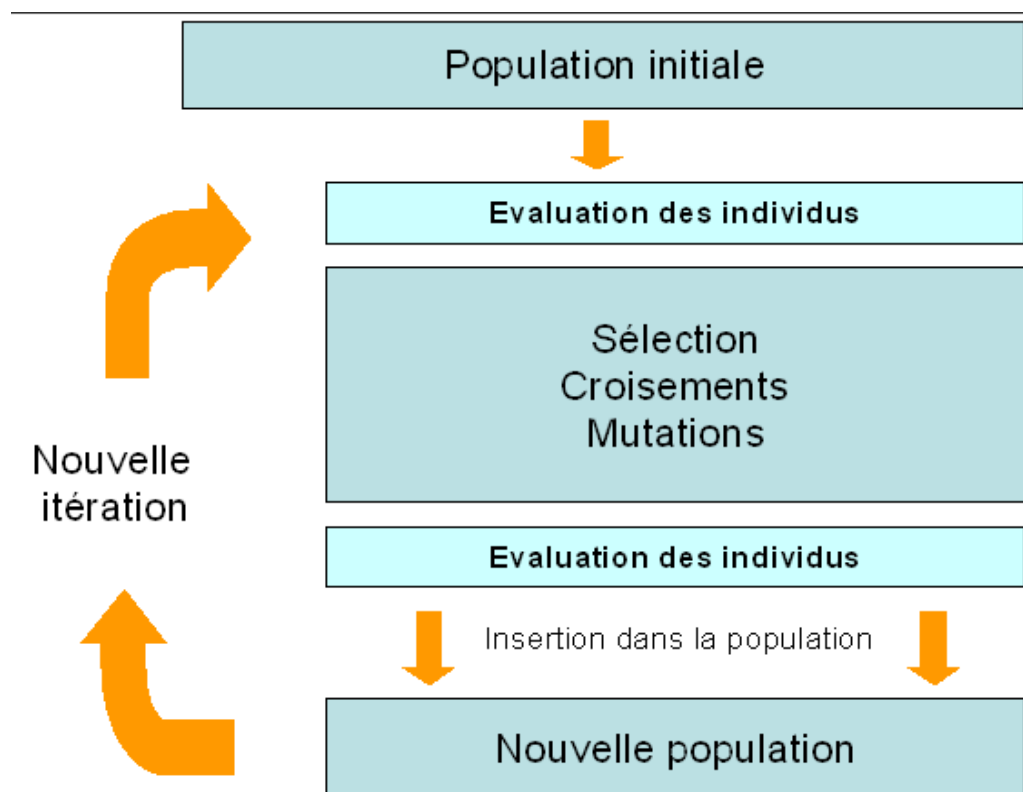 Population initiale
Evaluation des individus
Sélection
Croisements
Mutations
Nouvelle
itération
Evaluation des individus
Insertion dans la population
Nouvelle population